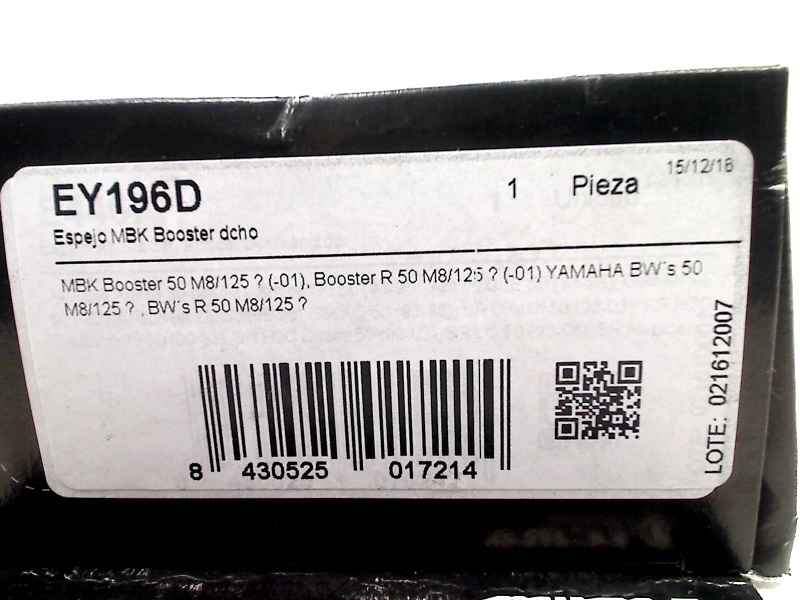 EY196D
1 Pieza
15/12/16
Espejo MBK Booster dcho
MBK Booster 50 M8/125 ? (-01), Booster R 50 M8/125 ? (-01) YAMAHA BW´s 50
M8/125 ? , BW´s R 50 M8/125 ?
LOTE: 021612007
8 430525 017214